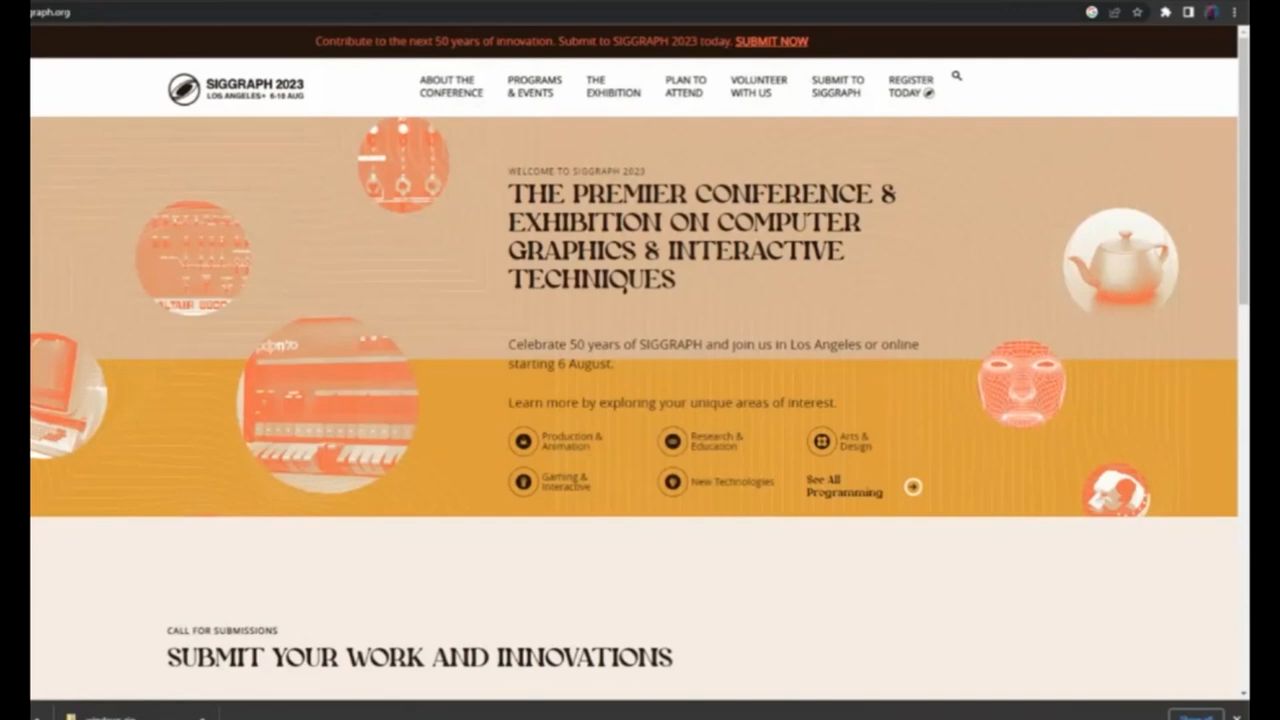 graph.org
Contribute to the next 50 years of innovation. Submit to SIGGRAPH 2023 today. SUBMIT NOW
SIGGRAPH 2023
LOS ANGELES+ 6-10 AUG
ABOUT THE
CONFERENCE
PROGRAMS
& EVENTS
THE
EXHIBITION
PLAN TO
ATTEND
VOLUNTEER
WITH US
SUBMIT TO
SIGGRAPH
REGISTER
TODAY
WELCOME TO SIGGRAPH 2023
THE PREMIER CONFERENCE &
EXHIBITION ON COMPUTER
GRAPHICS & INTERACTIVE
TECHNIQUES
Celebrate 50 years of SIGGRAPH and join us in Los Angeles or online
starting 6 August.
Learn more by exploring your unique areas of interest.
Production &
Animation
Research &
Education
Arts &
Design
Gaming &
Interactive
New Technologies
See All
Programming
CALL FOR SUBMISSIONS
SUBMIT YOUR WORK AND INNOVATIONS